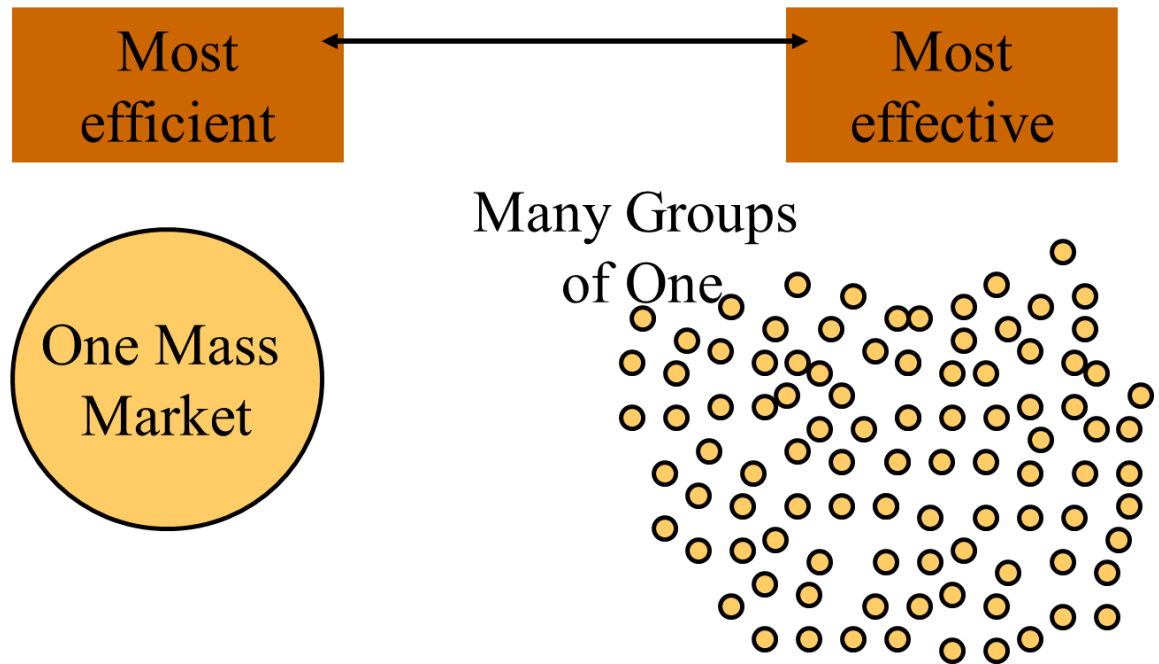 Most
efficient
Most
effective
Many Groups
of One
One Mass
Market